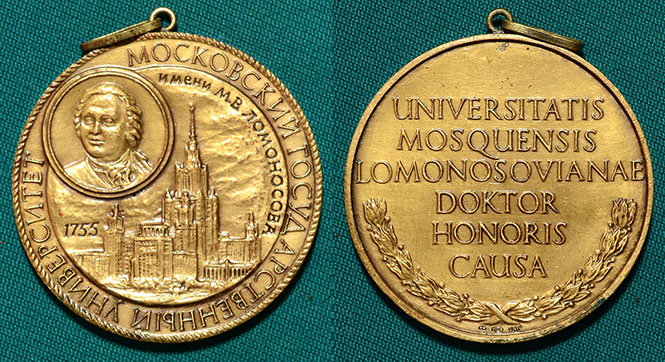 МОСКОВСКИЙ ГОСУДАРСТВЕННЫЙ УНИВЕРСИТЕТ
имени М.В. ЛОМОНОСОВА
1755
UNIVERSITATIS
MOSQUENSIS
LOMONOSOVIANAE
DOKTOR
HONORIS
CAUSA